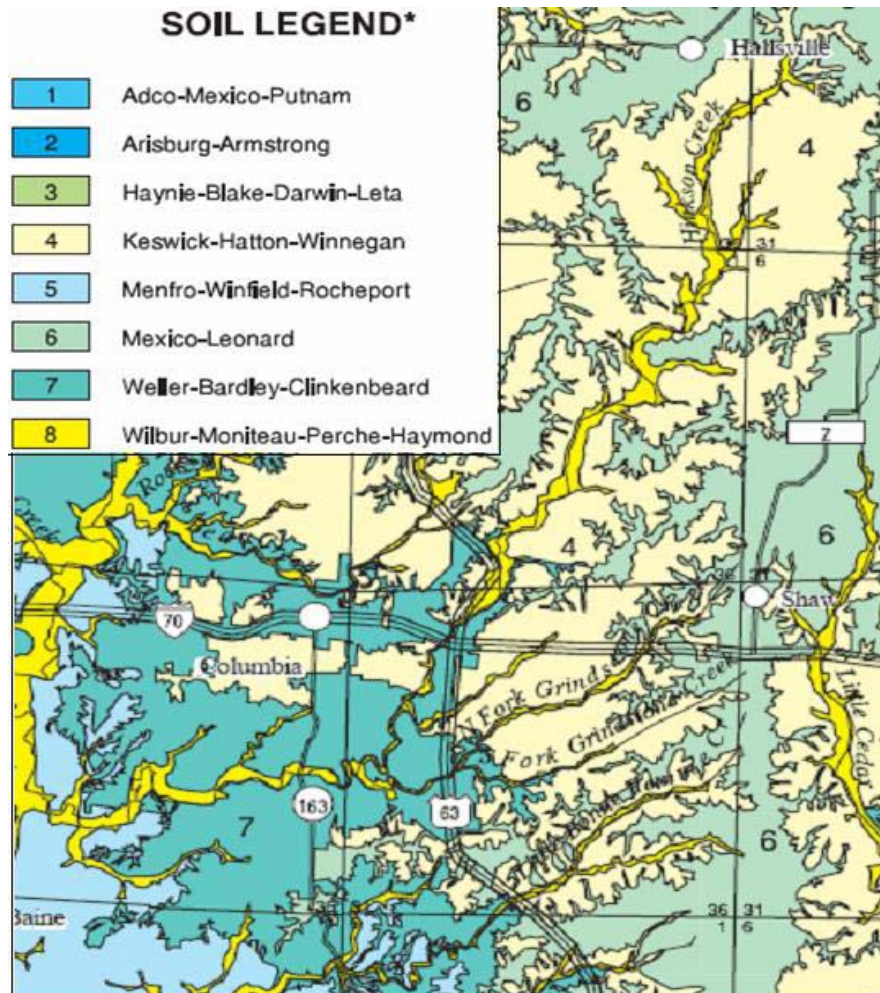 SOIL LEGEND*
1 Adco-Mexico-Putnam
2 Arisburg-Armstrong
3 Haynie-Blake-Darwin-Leta
4 Keswick-Hatton-Winnegan
5 Menfro-Winfield-Rocheport
6 Mexico-Leonard
7 Weller-Bardley-Clinkenbeard
8 Wilbur-Moniteau-Perche-Haymond
Hallsville
6
4
Hinkson Creek
31
6
Z
Creek
4
6
Shaw
70
Columbia
N Fork Grinds
Fork Grindstone Creek
Little Cedar
163
63
7
6
36 31
1 6
Baine